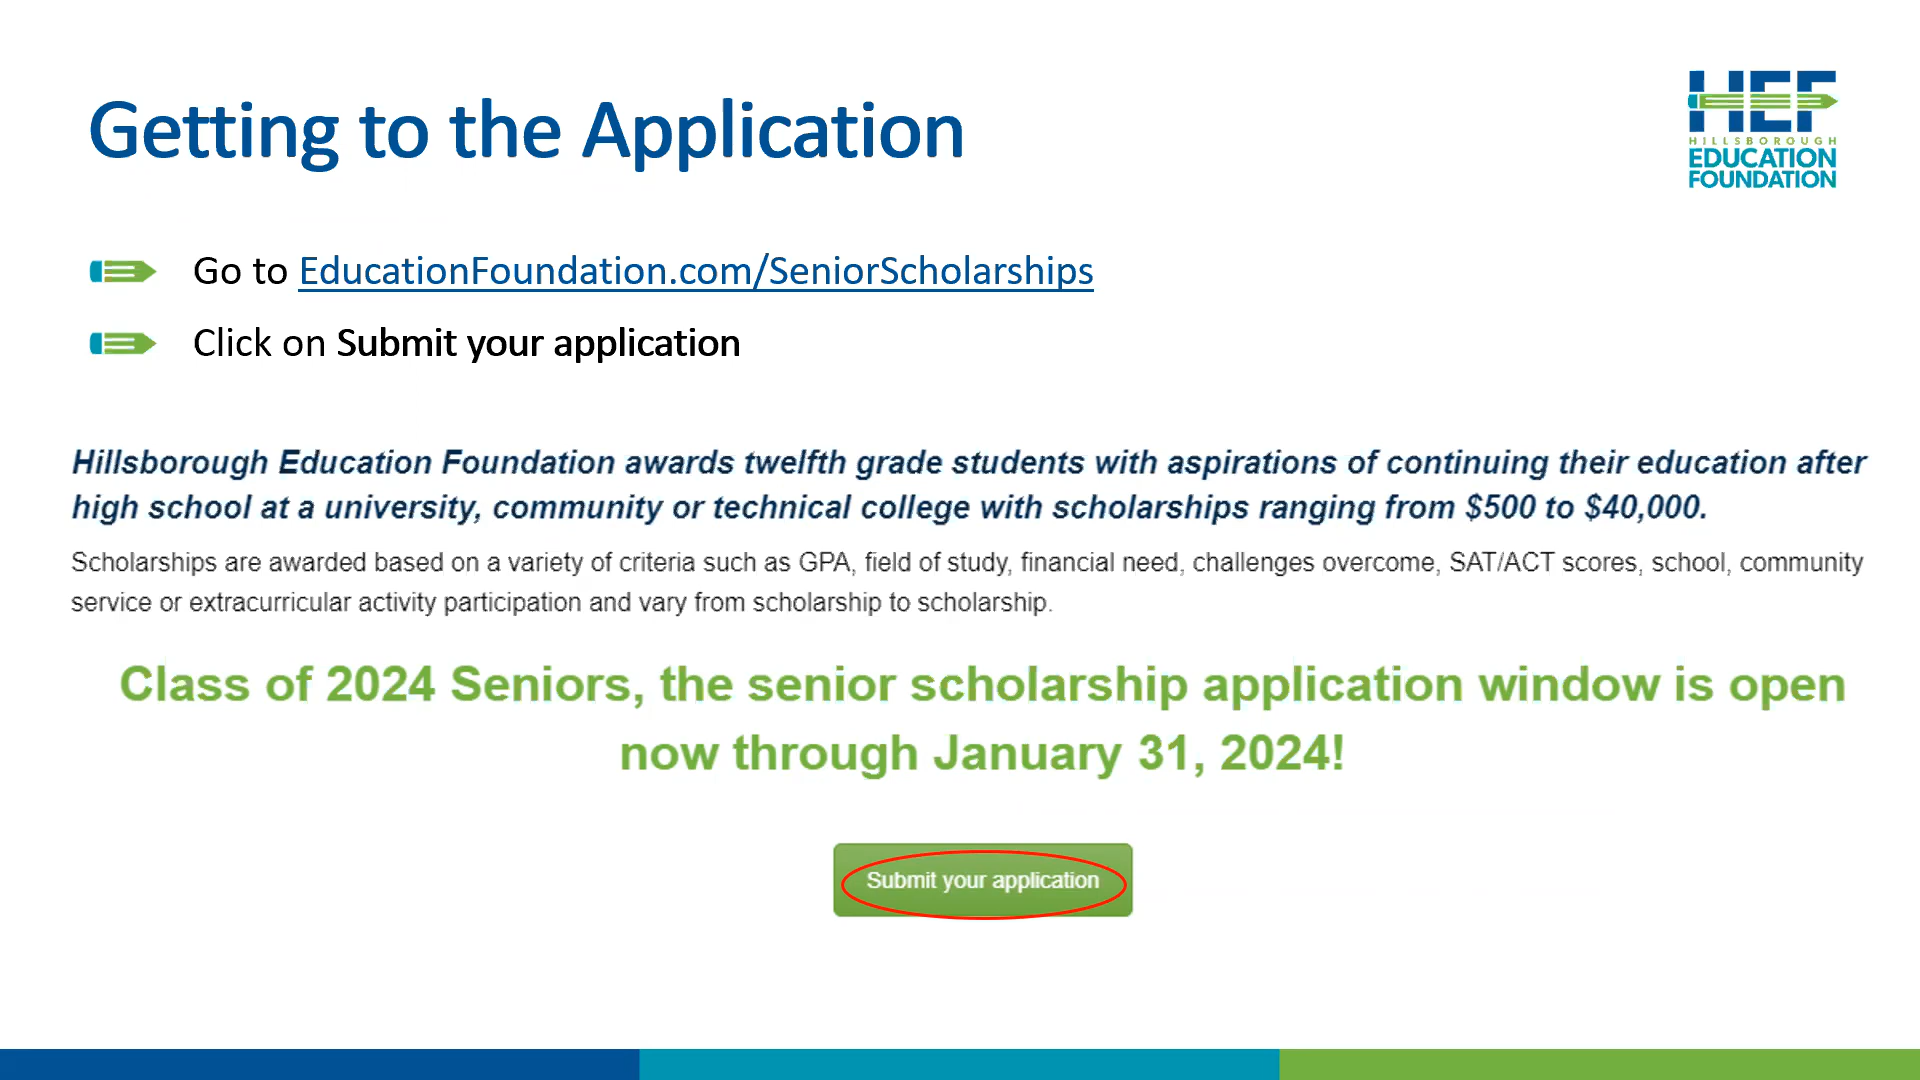 Getting to the Application
HEF
HILLSBOROUGH
EDUCATION
FOUNDATION
Go to EducationFoundation.com/SeniorScholarships
Click on Submit your application
Hillsborough Education Foundation awards twelfth grade students with aspirations of continuing their education after
high school at a university, community or technical college with scholarships ranging from $500 to $40,000.
Scholarships are awarded based on a variety of criteria such as GPA, field of study, financial need, challenges overcome, SAT/ACT scores, school, community
service or extracurricular activity participation and vary from scholarship to scholarship.
Class of 2024 Seniors, the senior scholarship application window is open
now through January 31, 2024!
Submit your application